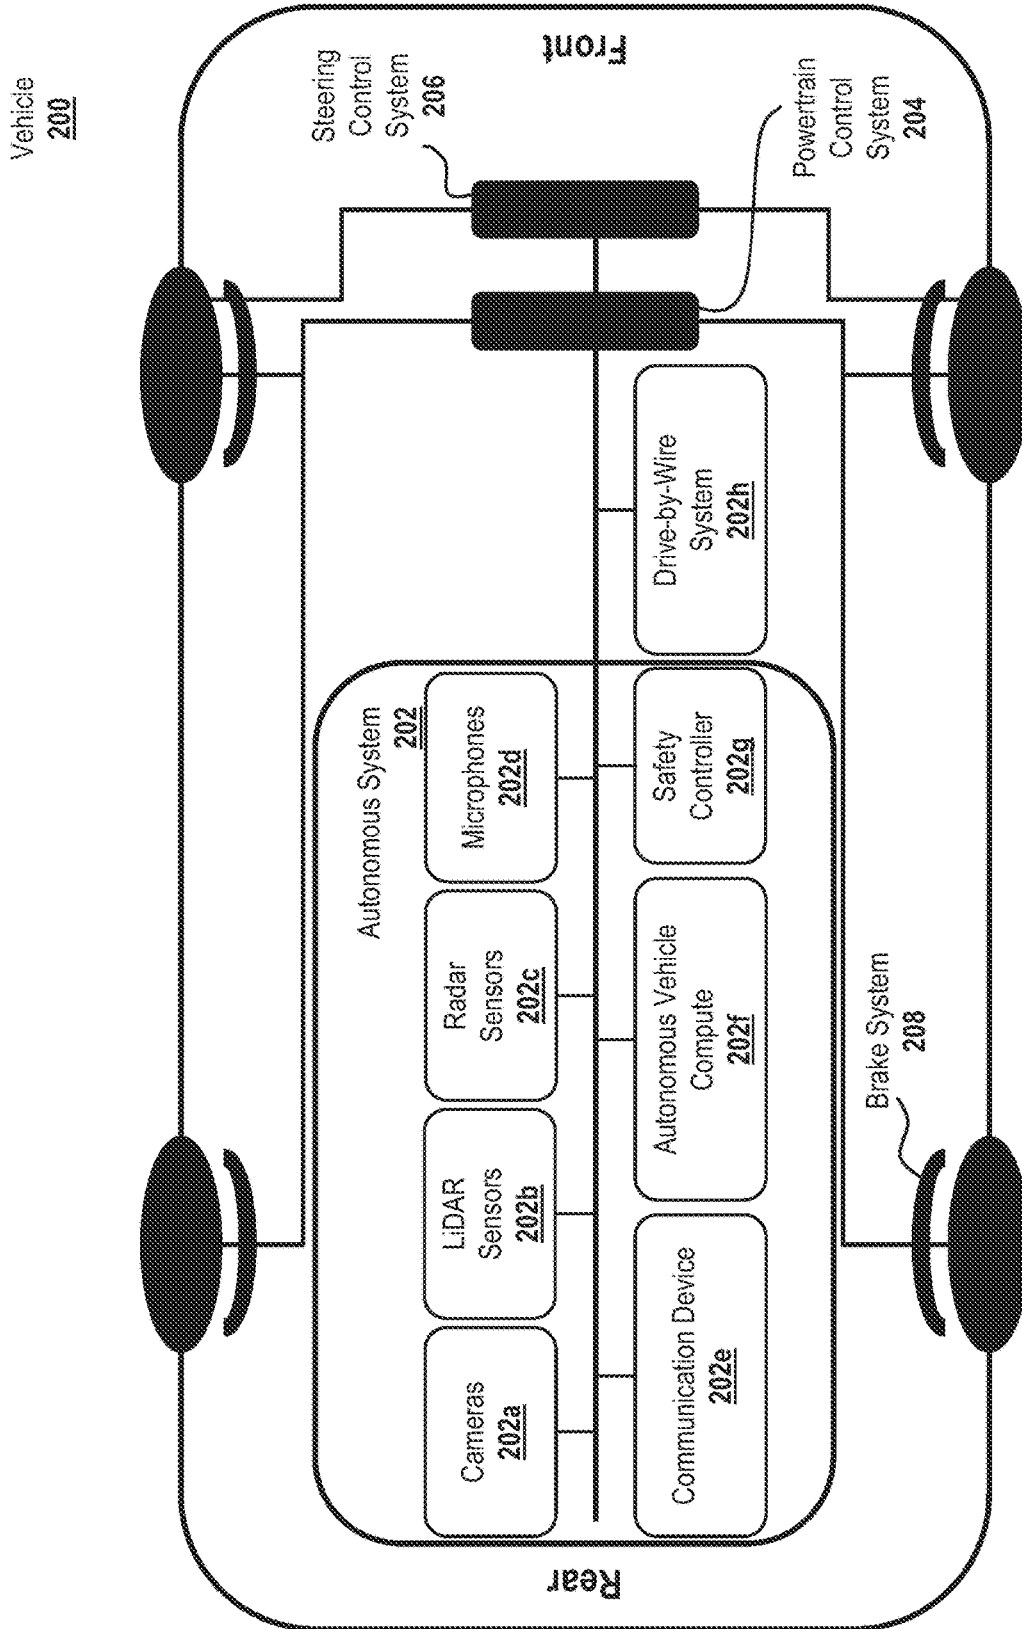 Vehicle
200
Front
Steering
Control
System
206
Powertrain
Control
System
204
Autonomous System
202
Cameras
202a
LiDAR
Sensors
202b
Radar
Sensors
202c
Microphones
202d
Communication Device
202e
Autonomous Vehicle
Compute
202f
Safety
Controller
202g
Drive-by-Wire
System
202h
Brake System
208
Rear